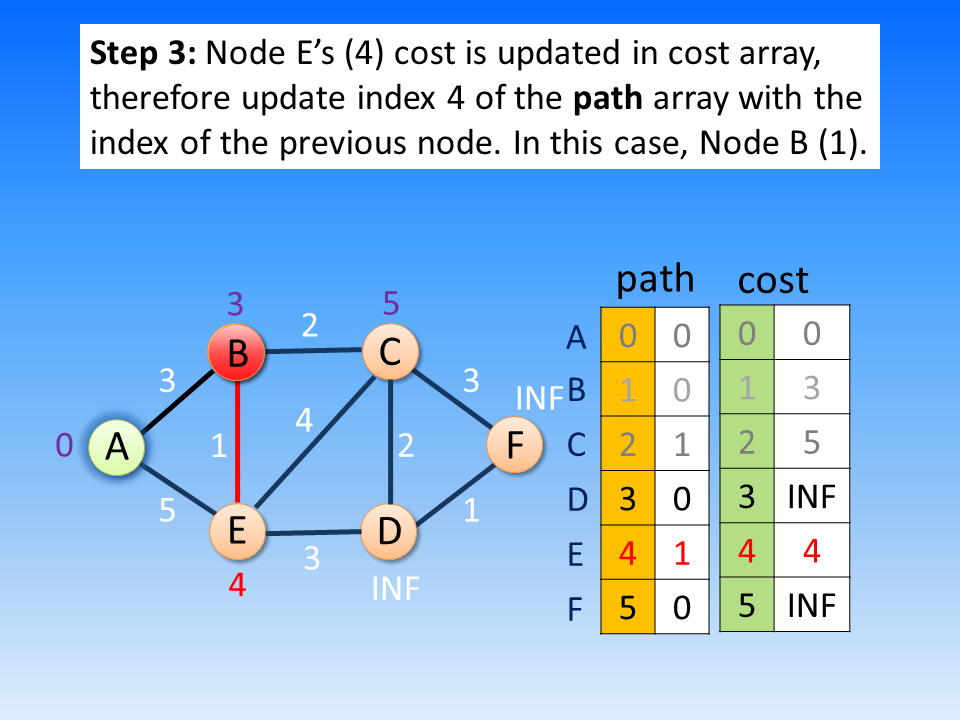 Step 3: Node E’s (4) cost is updated in cost array,
therefore update index 4 of the path array with the
index of the previous node. In this case, Node B (1).
path cost
3 5
2
B C
3 3
INF
4
0 A 1 2 F
5 1
E D
3
4 INF
A 0 0 0 0
B 1 0 1 3
C 2 1 2 5
D 3 0 3 INF
E 4 1 4 4
F 5 0 5 INF